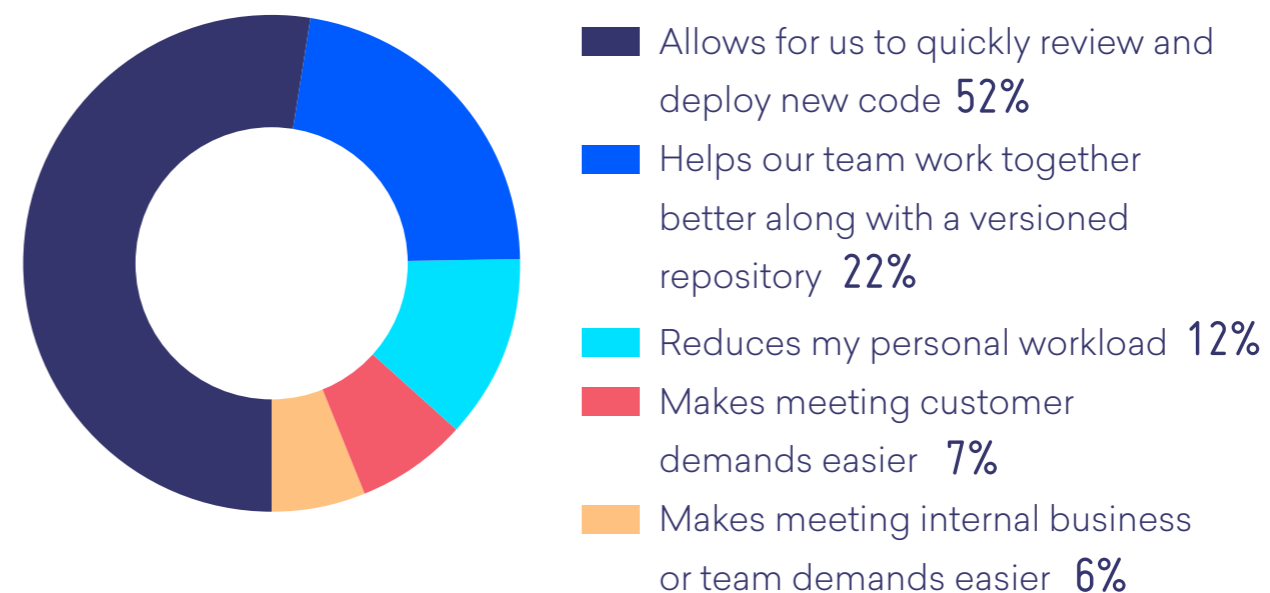 Allows for us to quickly review and
deploy new code 52%
Helps our team work together
better along with a versioned
repository 22%
Reduces my personal workload 12%
Makes meeting customer
demands easier 7%
Makes meeting internal business
or team demands easier 6%